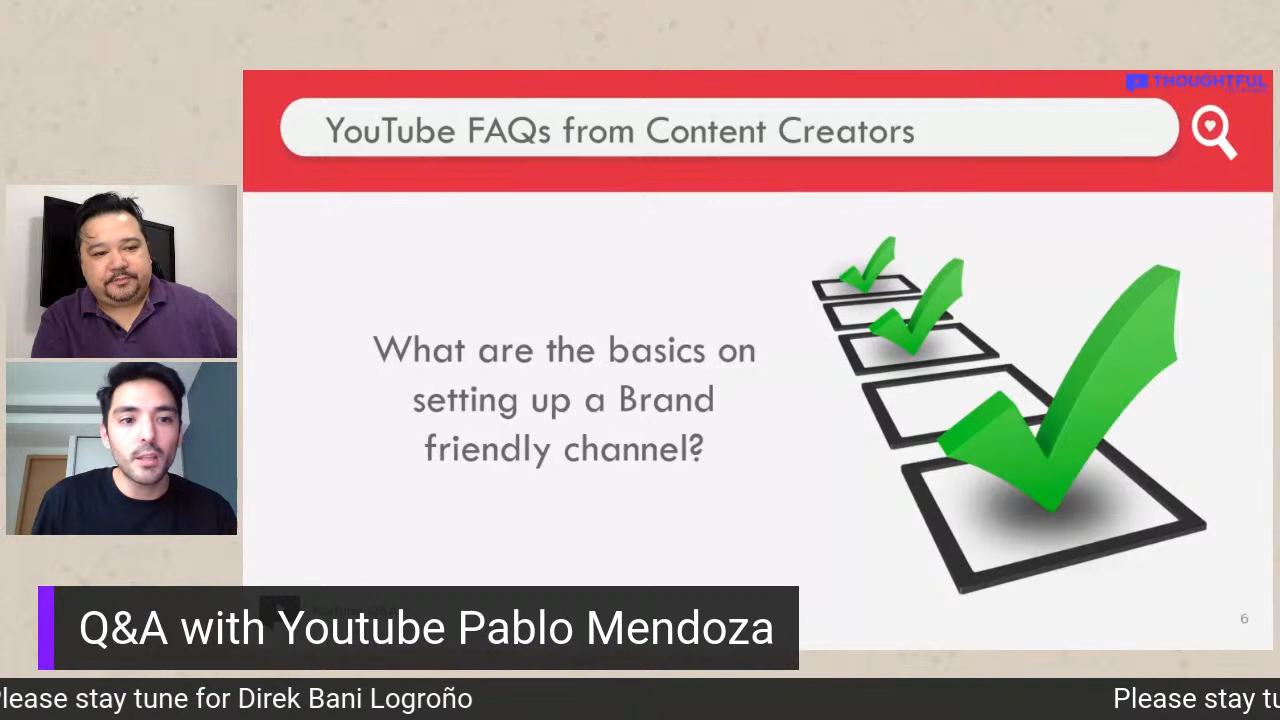 THOUGHTFUL
YouTube FAQs from Content Creators
What are the basics on
setting up a Brand
friendly channel?
6
Q&A with Youtube Pablo Mendoza
Please stay tune for Direk Bani Logroño
Please stay tu